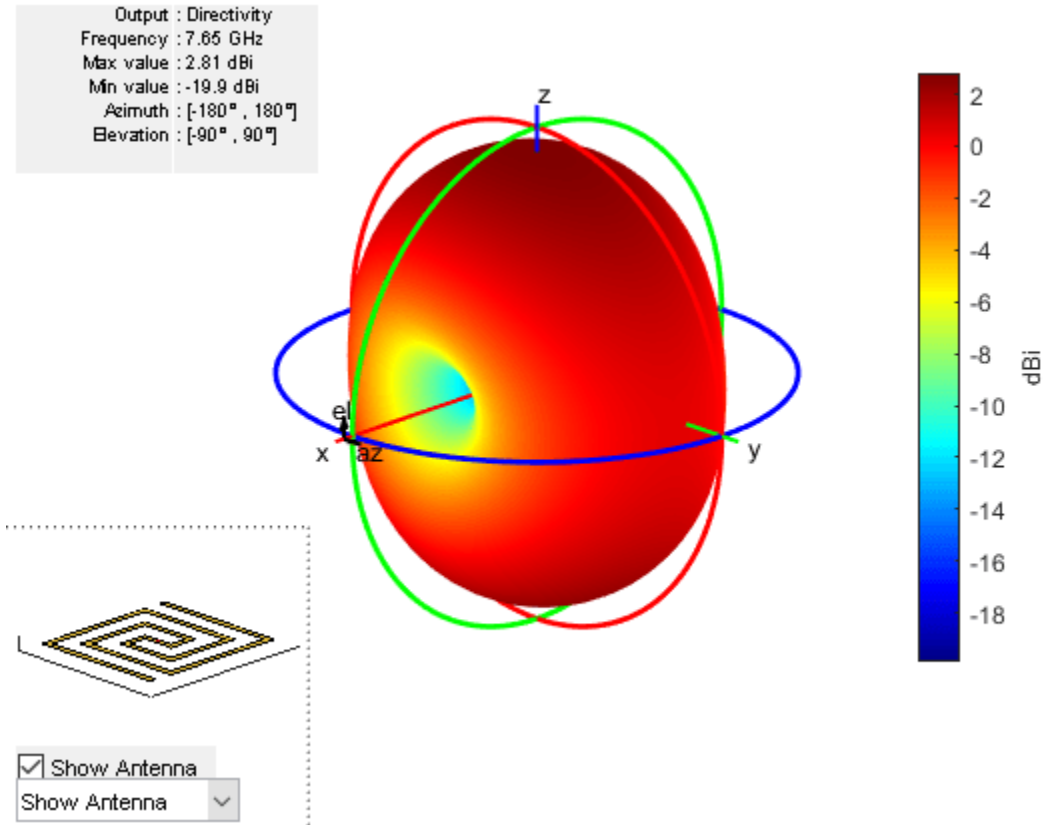 Output : Directivity
Frequency : 7.65 GHz
Max value : 2.81 dBi
Min value : -19.9 dBi
Azimuth : [-180° , 180°]
Elevation : [-90° , 90°]
z
el
x
az
y
2
0
-2
-4
-6
-8
-10
-12
-14
-16
-18
dBi
Show Antenna
Show Antenna